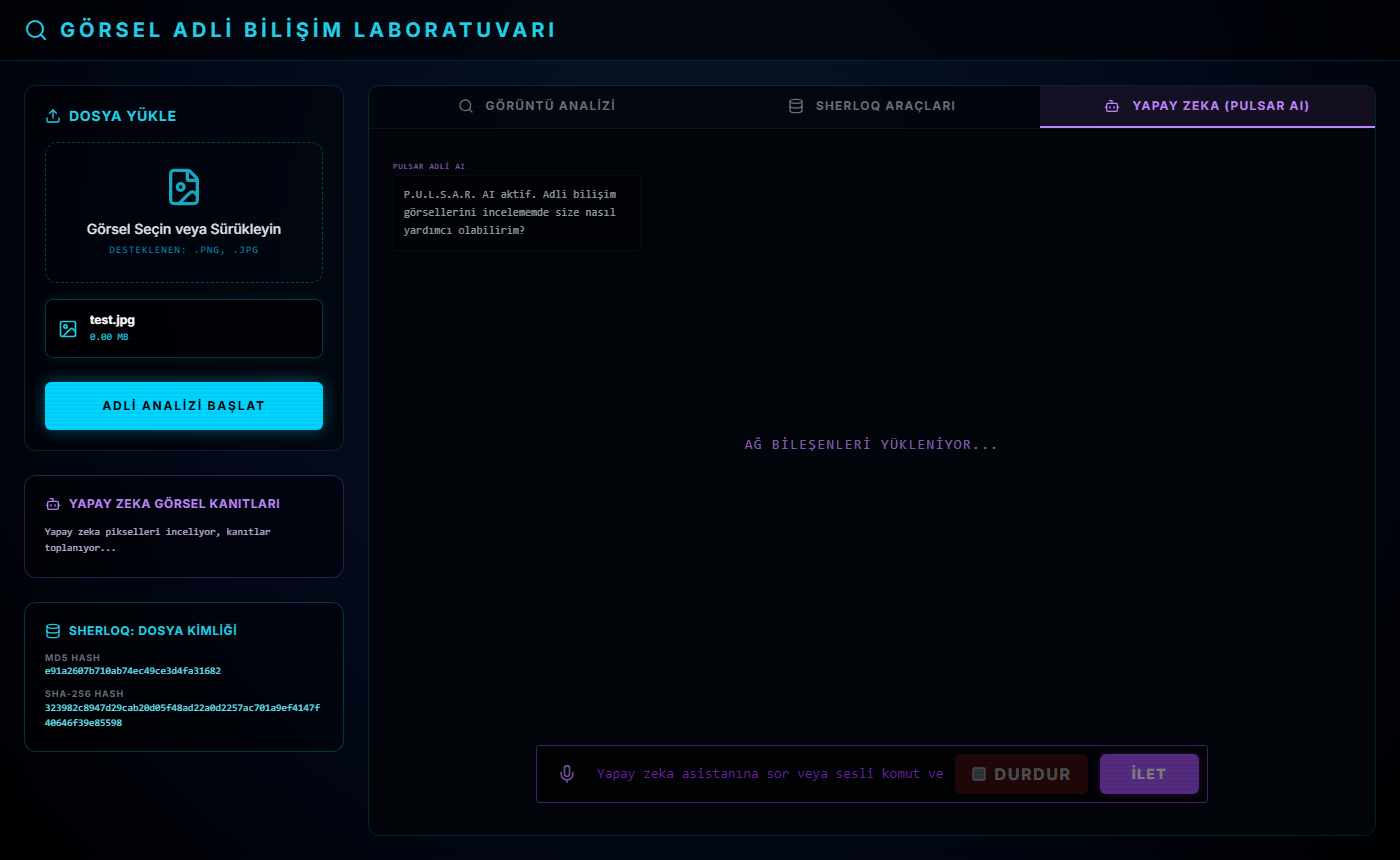 GÖRSEL ADLİ BİLİŞİM LABORATUVARI
DOSYA YÜKLE
Görsel Seçin veya Sürükleyin
DESTEKLENEN: .PNG, .JPG
test.jpg
0.00 MB
ADLİ ANALİZİ BAŞLAT
YAPAY ZEKA GÖRSEL KANITLARI
Yapay zeka pikselleri inceliyor, kanıtlar
toplanıyor...
SHERLOQ: DOSYA KİMLİĞİ
MD5 HASH
e91a2607b710ab74ec49ce3d4fa31682
SHA-256 HASH
323982c8947d29cab20d05f48ad22a0d2257ac701a9ef4147f
40646f39e85598
GÖRÜNTÜ ANALİZİ
SHERLOQ ARAÇLARI
YAPAY ZEKA (PULSAR AI)
PULSAR ADLİ AI
P.U.L.S.A.R. AI aktif. Adli bilişim
görsellerini incelememde size nasıl
yardımcı olabilirim?
AĞ BİLEŞENLERİ YÜKLENİYOR...
Yapay zeka asistanına sor veya sesli komut ve
DURDUR
İLET